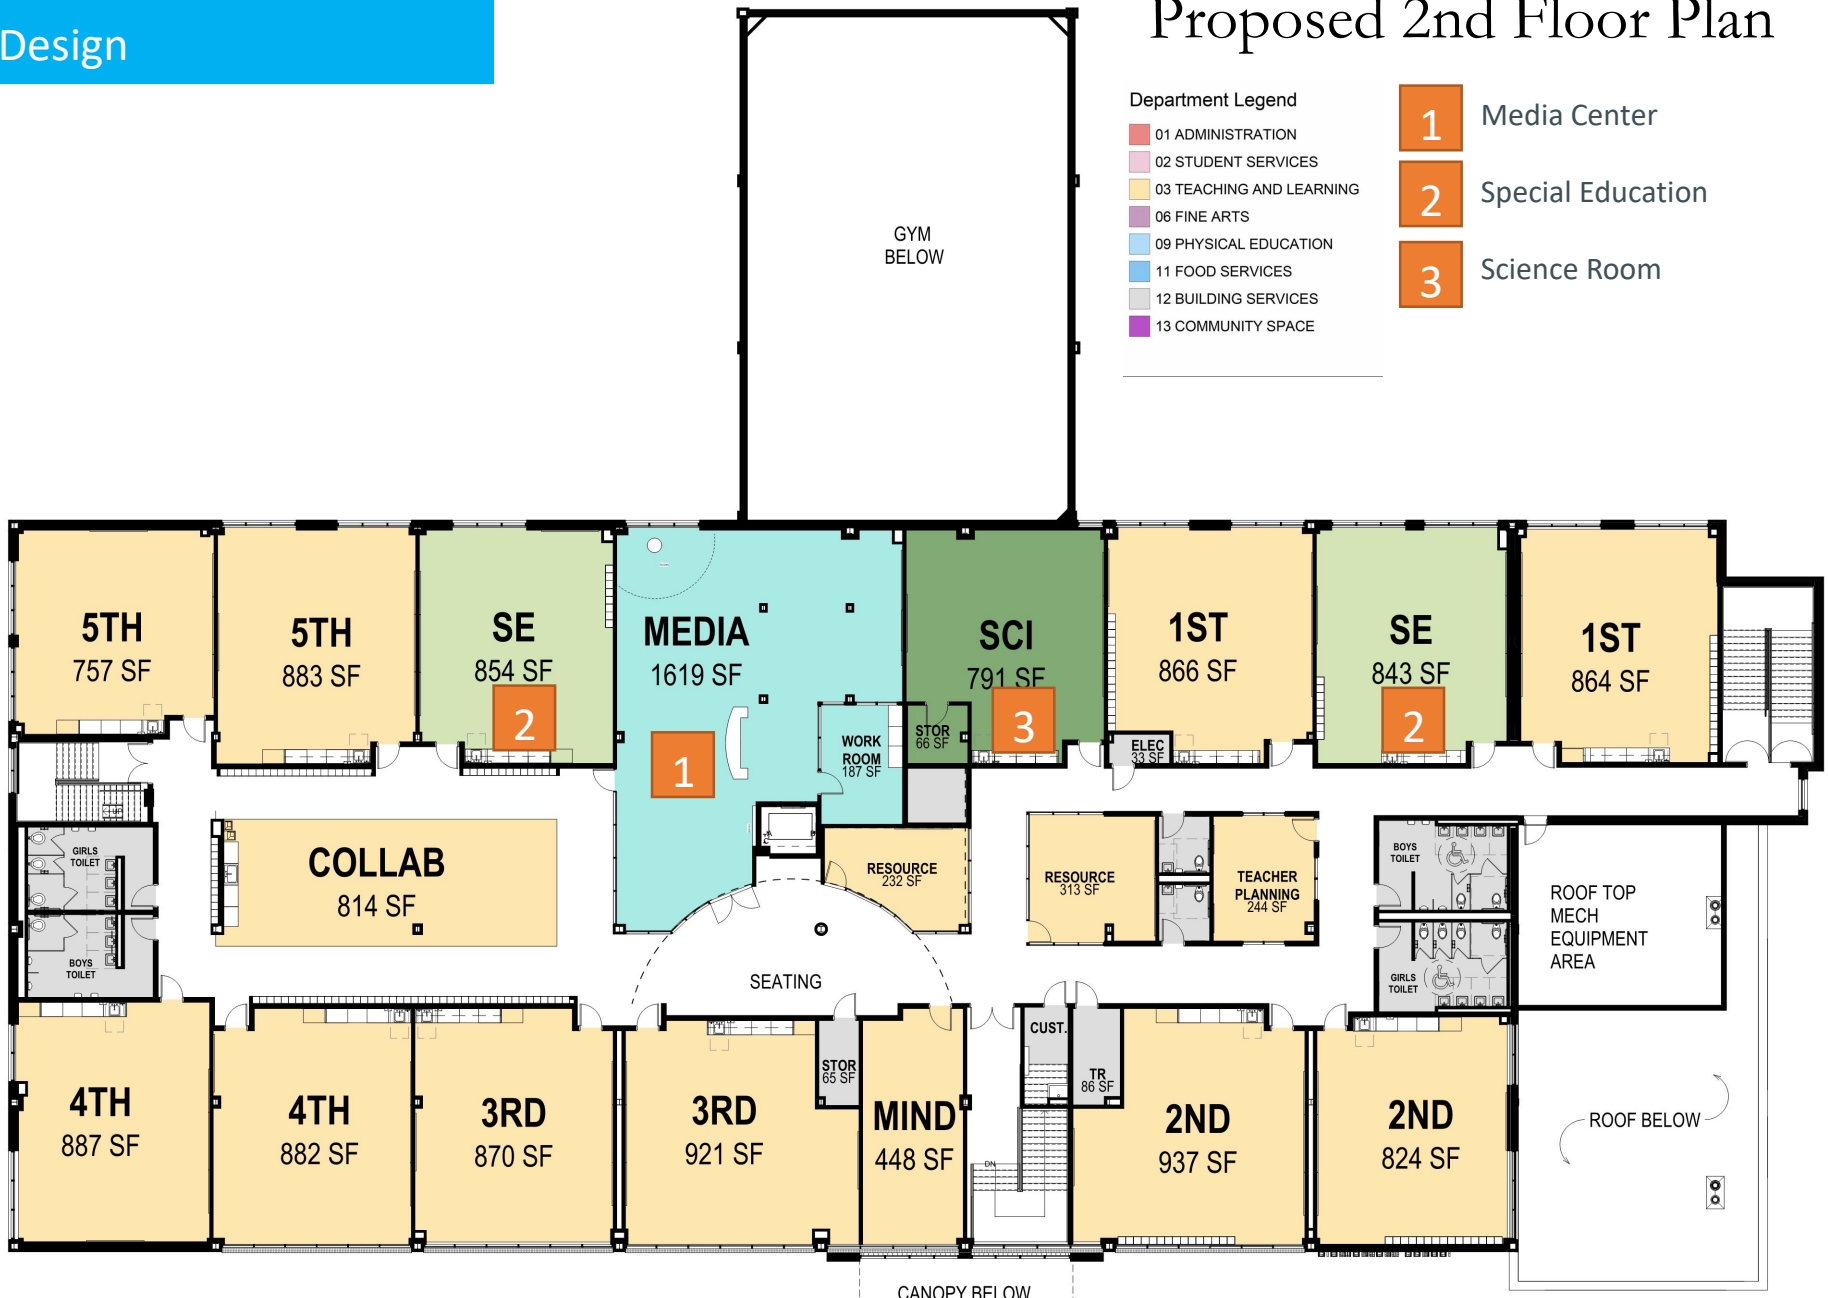 Design
Proposed 2nd Floor Plan
Department Legend
01 ADMINISTRATION
02 STUDENT SERVICES
03 TEACHING AND LEARNING
06 FINE ARTS
09 PHYSICAL EDUCATION
11 FOOD SERVICES
12 BUILDING SERVICES
13 COMMUNITY SPACE
1 Media Center
2 Special Education
3 Science Room
GYM
BELOW
5TH
757 SF
5TH
883 SF
SE
854 SF
2
MEDIA
1619 SF
1
WORK
ROOM
187 SF
SCI
791 SF
3
STOR
66 SF
1ST
866 SF
ELEC
33 SF
SE
843 SF
2
1ST
864 SF
GIRLS
TOILET
BOYS
TOILET
COLLAB
814 SF
RESOURCE
232 SF
RESOURCE
313 SF
TEACHER
PLANNING
244 SF
BOYS
TOILET
GIRLS
TOILET
ROOF TOP
MECH
EQUIPMENT
AREA
SEATING
4TH
887 SF
4TH
882 SF
3RD
870 SF
3RD
921 SF
STOR
65 SF
MIND
448 SF
DN
CUST.
TR
86 SF
2ND
937 SF
2ND
824 SF
ROOF BELOW
CANOPY BELOW